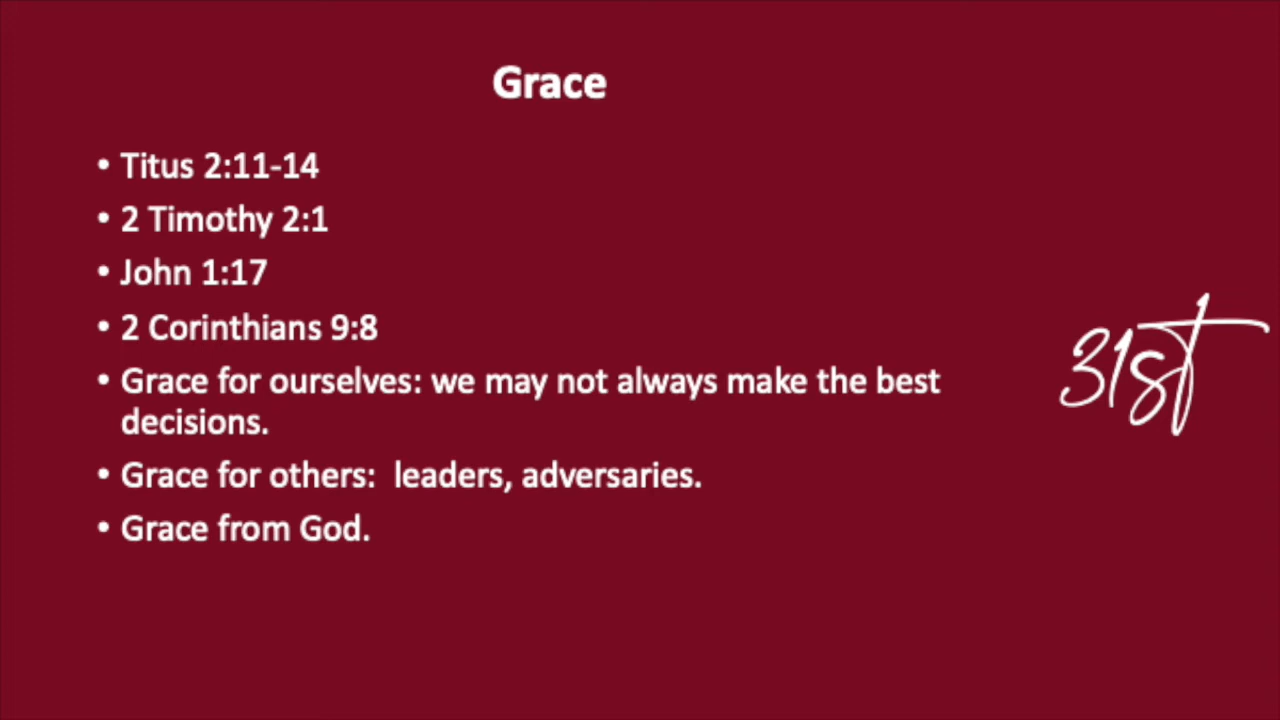 Grace
• Titus 2:11-14
• 2 Timothy 2:1
• John 1:17
• 2 Corinthians 9:8
• Grace for ourselves: we may not always make the best
decisions.
• Grace for others:  leaders, adversaries.
• Grace from God.
31st